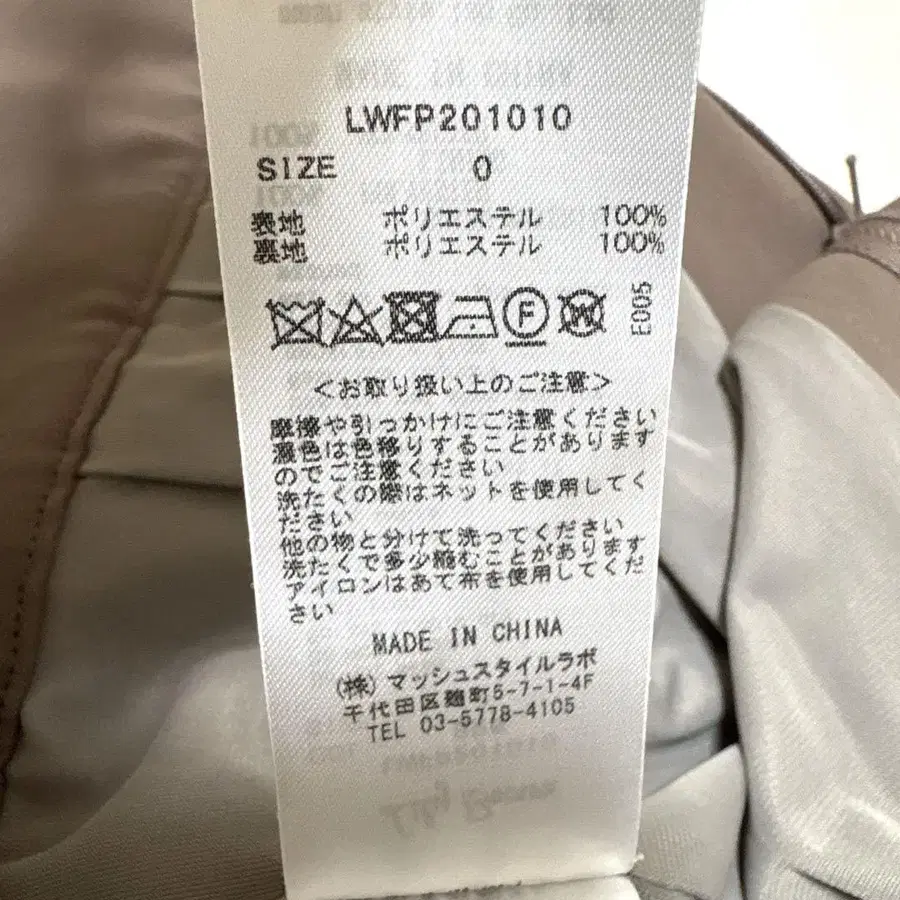 LWFP201010
SIZE 0
表地 ポリエステル 100%
裏地 ポリエステル 100%
F W E005
<お取り扱い上のご注意>
摩擦や引っかけにご注意ください
濃色は色移りすることがあります
のでご注意ください
洗たくの際はネットを使用してく
ださい
他の物と分けて洗ってください
洗たくで多少縮むことがあります
アイロンはあて布を使用してくだ
さい
MADE IN CHINA
(株)マッシュスタイルラボ
千代田区麹町5-7-1-4F
TEL 03-5778-4105